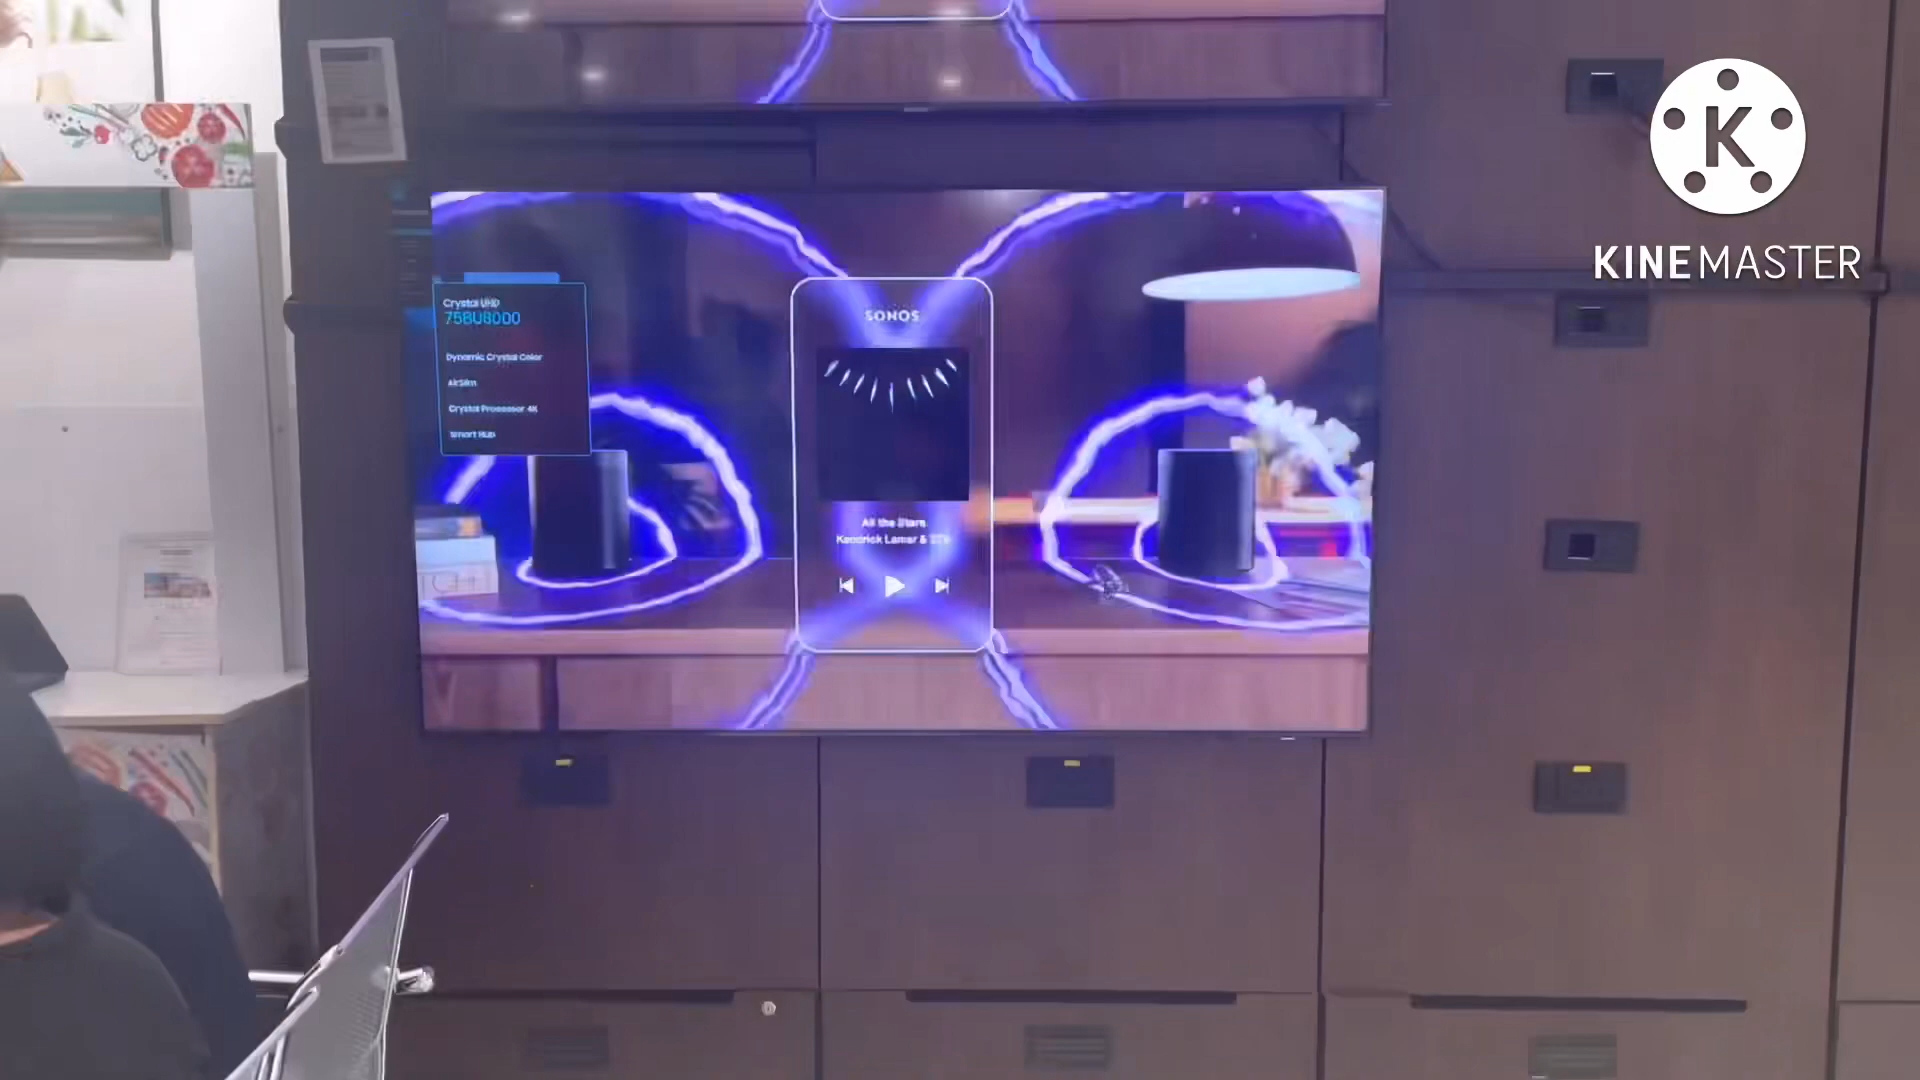 KINEMASTER
Crystal UHD
75BU8000
Dynamic Crystal Color
AirSlim
Crystal Processor 4K
Smart Hub
SONOS
All the Stars
Kendrick Lamar &